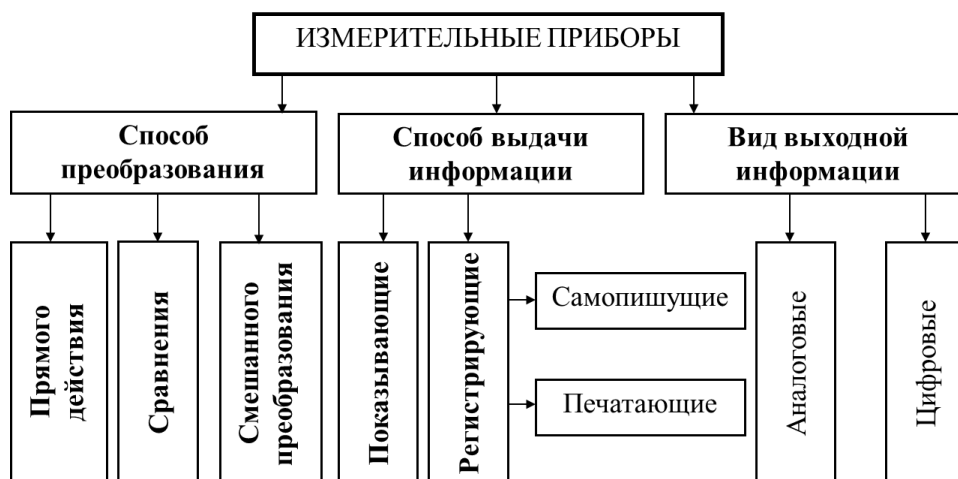 ИЗМЕРИТЕЛЬНЫЕ ПРИБОРЫ
Способ
преобразования
Способ выдачи
информации
Вид выходной
информации
Прямого
действия
Сравнения
Смешанного
преобразования
Показывающие
Регистрирующие
Самопишущие
Печатающие
Аналоговые
Цифровые